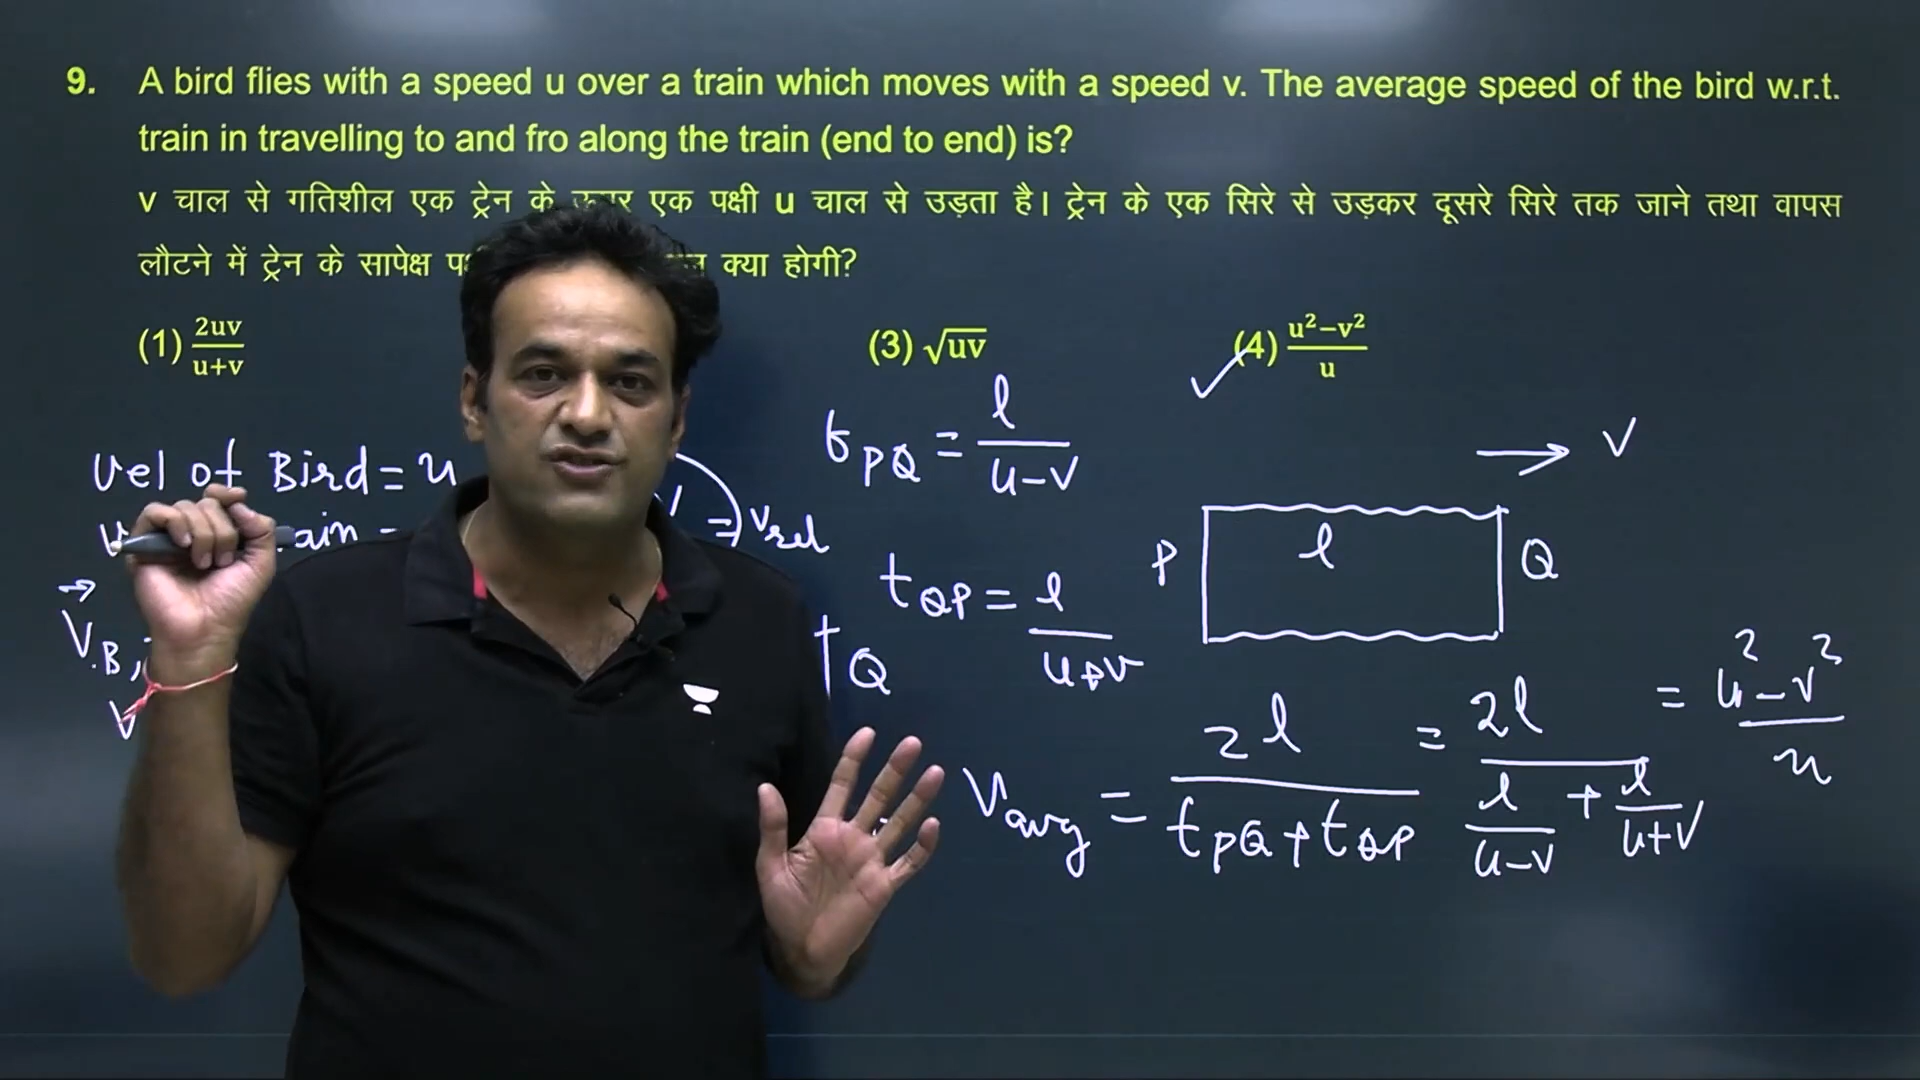 9. A bird flies with a speed u over a train which moves with a speed v. The average speed of the bird w.r.t.
train in travelling to and fro along the train (end to end) is?
v चाल से गतिशील एक ट्रेन के ऊपर एक पक्षी u चाल से उड़ता है। ट्रेन के एक सिरे से उड़कर दूसरे सिरे तक जाने तथा वापस
लौटने में ट्रेन के सापेक्ष क्या होगी?
(1) 2uv/u+v (3) √uv (4) u²−v²/u
Vel of Bird = u
ain =
= Vrel
V⃗B,
V
Q
tPQ = l/u−v
tQP = l/u+v
→ V
P l Q
Vavg = 2l/tPQ+tQP = 2l/(l/u−v + l/u+v) = u²−v²/u